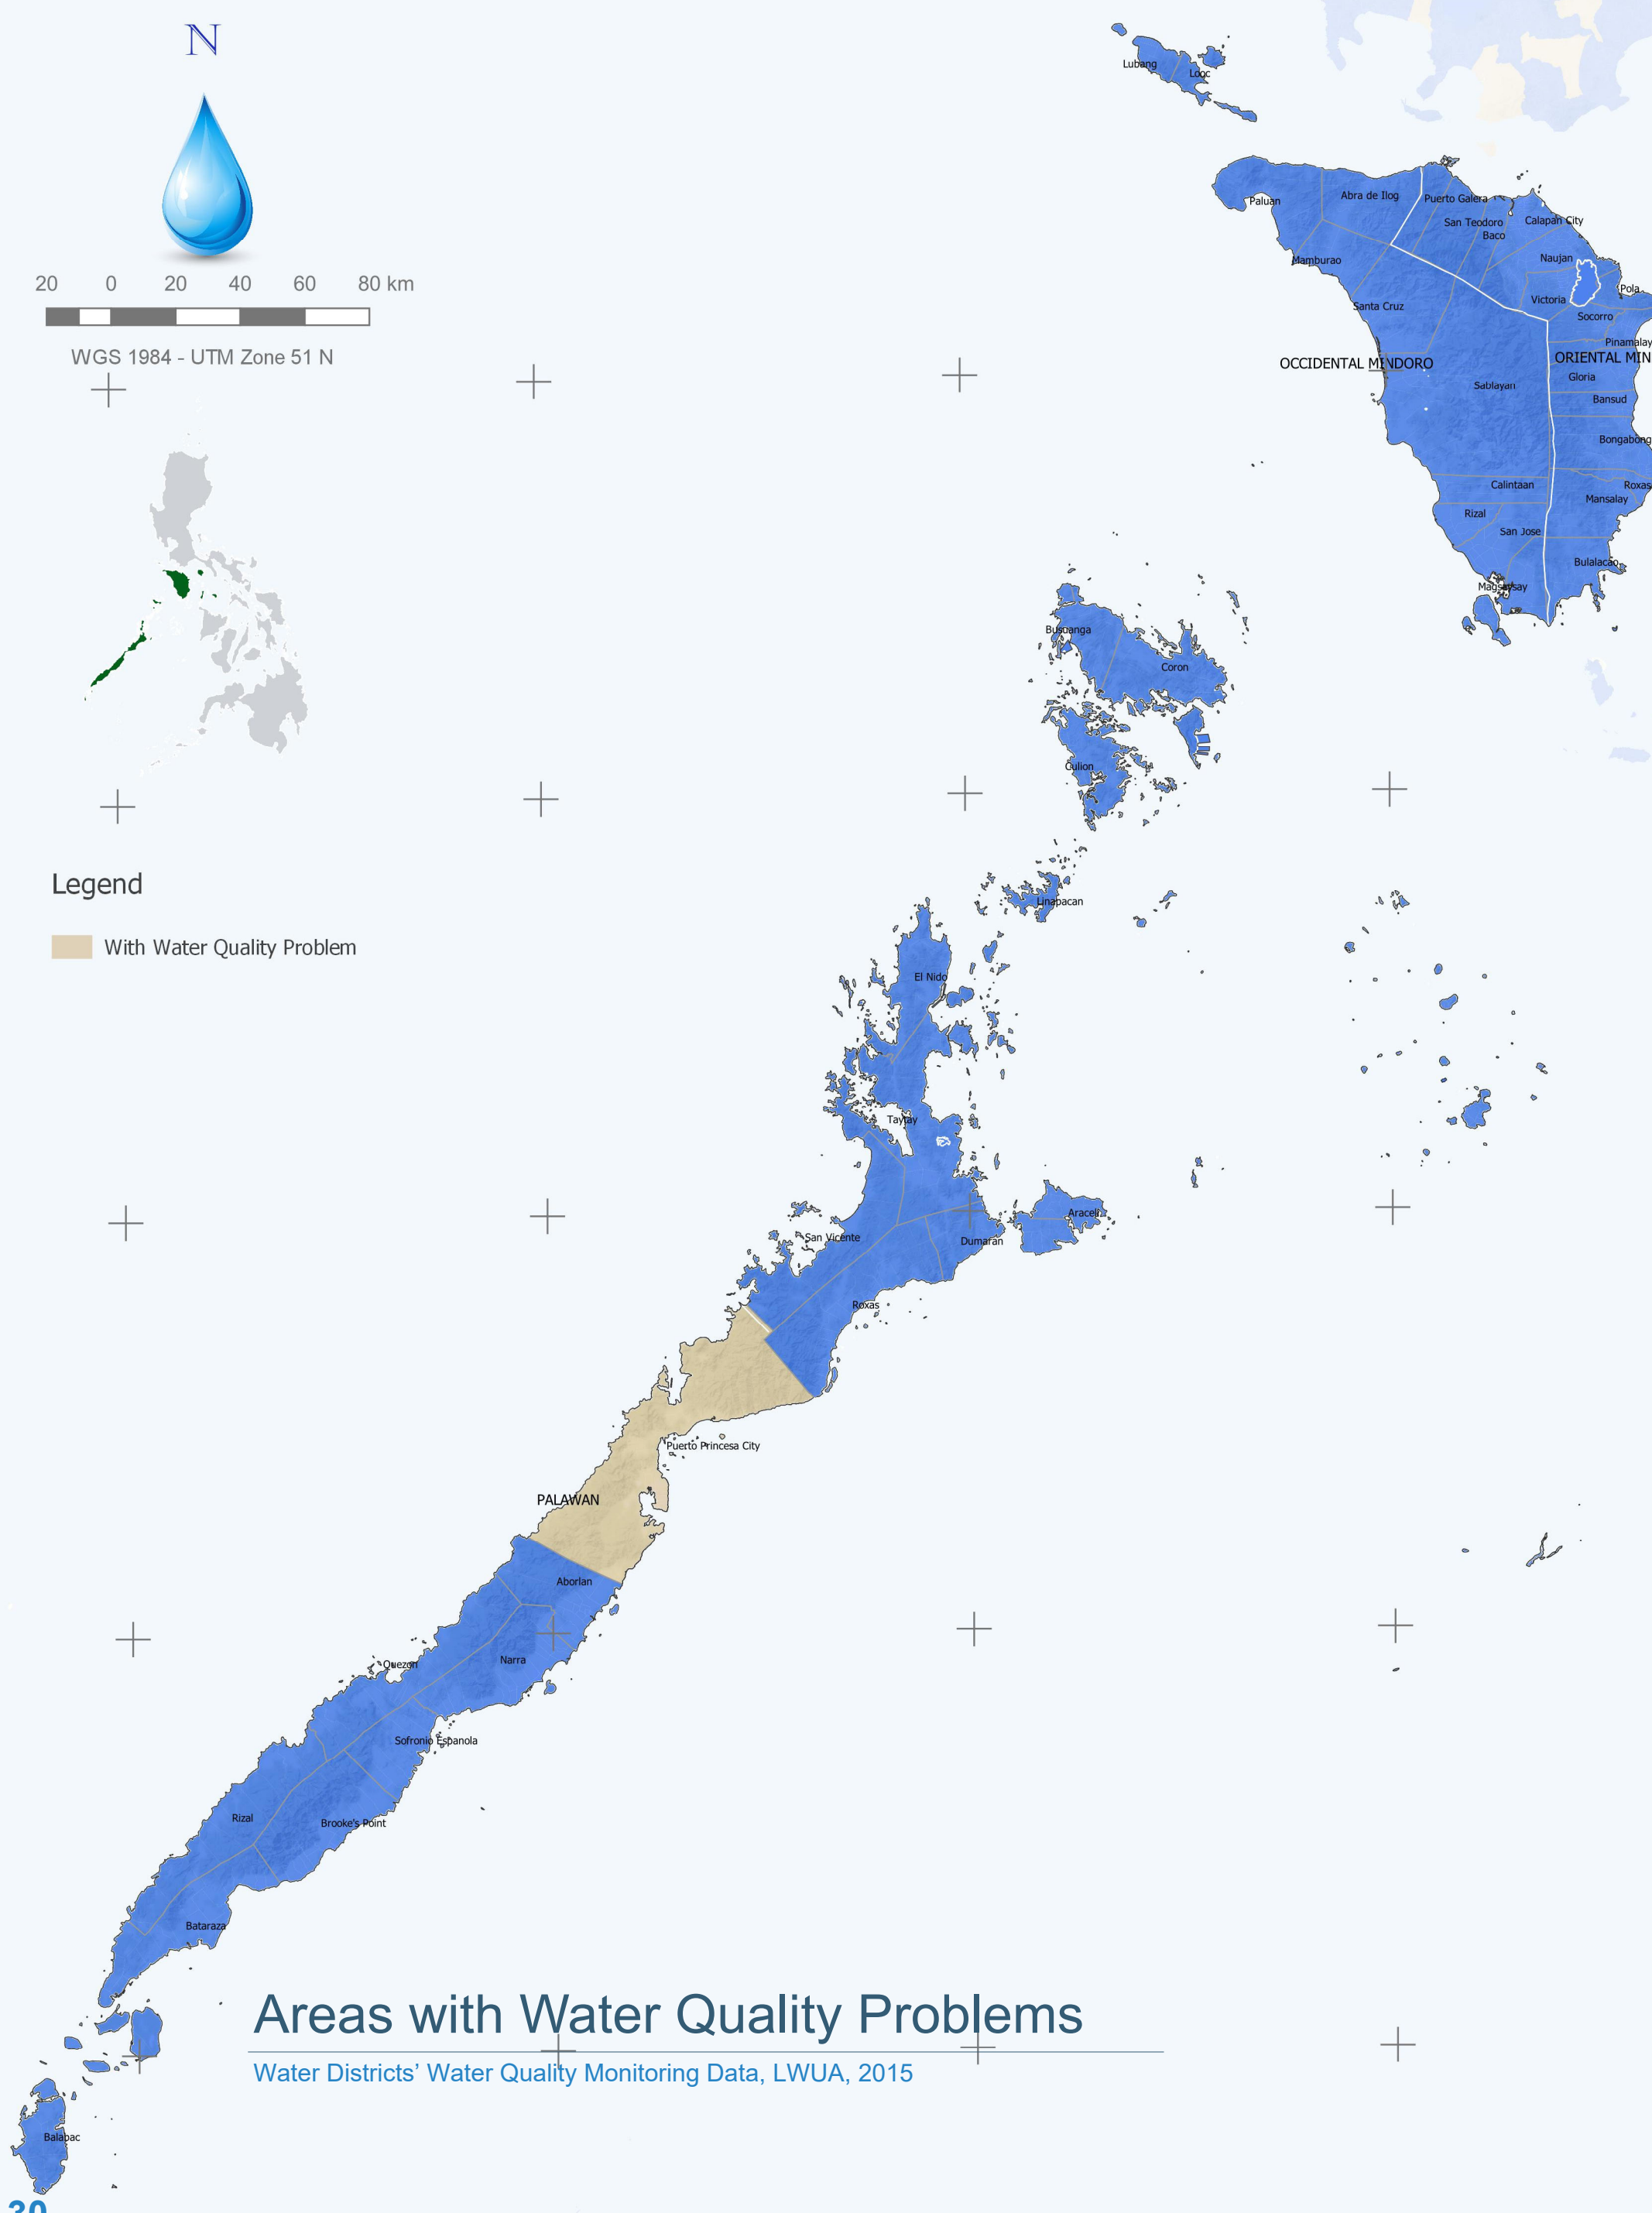 N
20 0 20 40 60 80 km
WGS 1984 - UTM Zone 51 N
Lubang
Looc
Paluan
Abra de Ilog
Puerto Galera
San Teodoro
Calapan City
Baco
Mamburao
Naujan
Pola
Santa Cruz
Victoria
Socorro
Pinamalay
OCCIDENTAL MINDORO
ORIENTAL MIN
Sablayan
Gloria
Bansud
Bongabong
Calintaan
Roxas
Mansalay
Rizal
San Jose
Bulalacao
Magsaysay
Busuanga
Coron
Culion
Legend
With Water Quality Problem
Linapacan
El Nido
Taytay
Araceli
San Vicente
Dumaran
Roxas
Puerto Princesa City
PALAWAN
Aborlan
Quezon
Narra
Sofronio Espanola
Rizal
Brooke's Point
Bataraza
Areas with Water Quality Problems
Water Districts’ Water Quality Monitoring Data, LWUA, 2015
Balabac
30